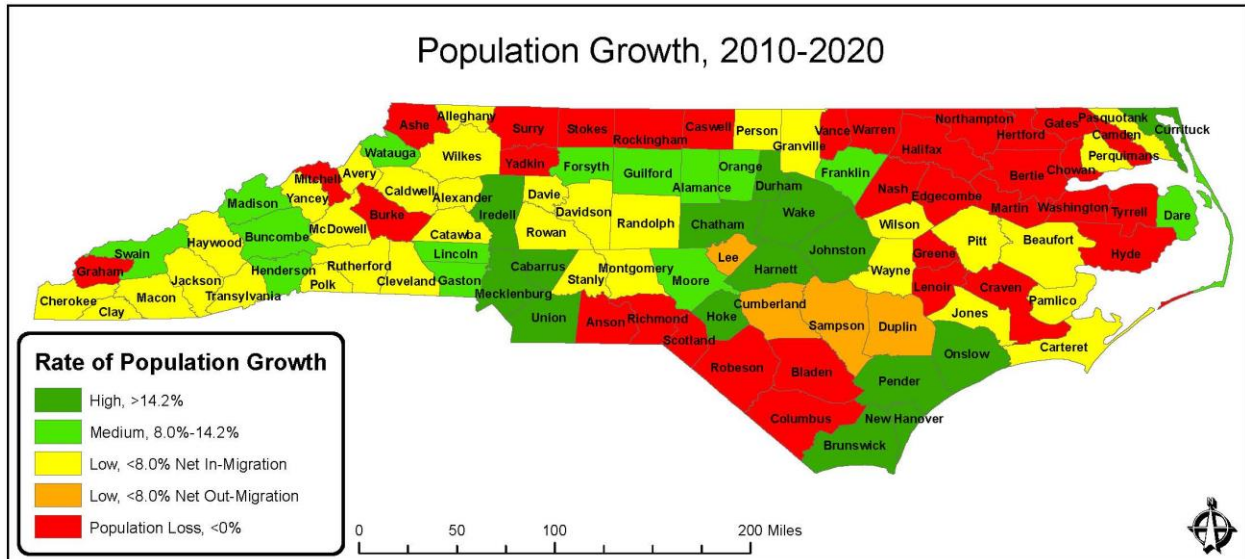 Population Growth, 2010-2020
Alleghany
Ashe
Surry
Stokes
Rockingham
Caswell
Person
Granville
Vance
Warren
Northampton
Gates
Pasquotank
Currituck
Hertford
Camden
Halifax
Perquimans
Watauga
Wilkes
Yadkin
Forsyth
Guilford
Orange
Alamance
Durham
Franklin
Bertie
Chowan
Mitchell
Avery
Yancey
Caldwell
Alexander
Iredell
Davie
Nash
Edgecombe
Martin
Washington
Tyrrell
Dare
Madison
Burke
Davidson
Randolph
Chatham
Wake
Wilson
Pitt
Beaufort
Hyde
Swain
Haywood
Buncombe
McDowell
Catawba
Rowan
Lincoln
Lee
Johnston
Greene
Graham
Jackson
Henderson
Rutherford
Cleveland
Gaston
Cabarrus
Montgomery
Stanly
Moore
Harnett
Wayne
Lenoir
Craven
Pamlico
Cherokee
Macon
Clay
Transylvania
Polk
Mecklenburg
Union
Anson
Richmond
Scotland
Hoke
Cumberland
Sampson
Duplin
Jones
Carteret
Onslow
Robeson
Bladen
Pender
Columbus
New Hanover
Brunswick
Rate of Population Growth
High, >14.2%
Medium, 8.0%-14.2%
Low, <8.0% Net In-Migration
Low, <8.0% Net Out-Migration
Population Loss, <0%
0 50 100 200 Miles